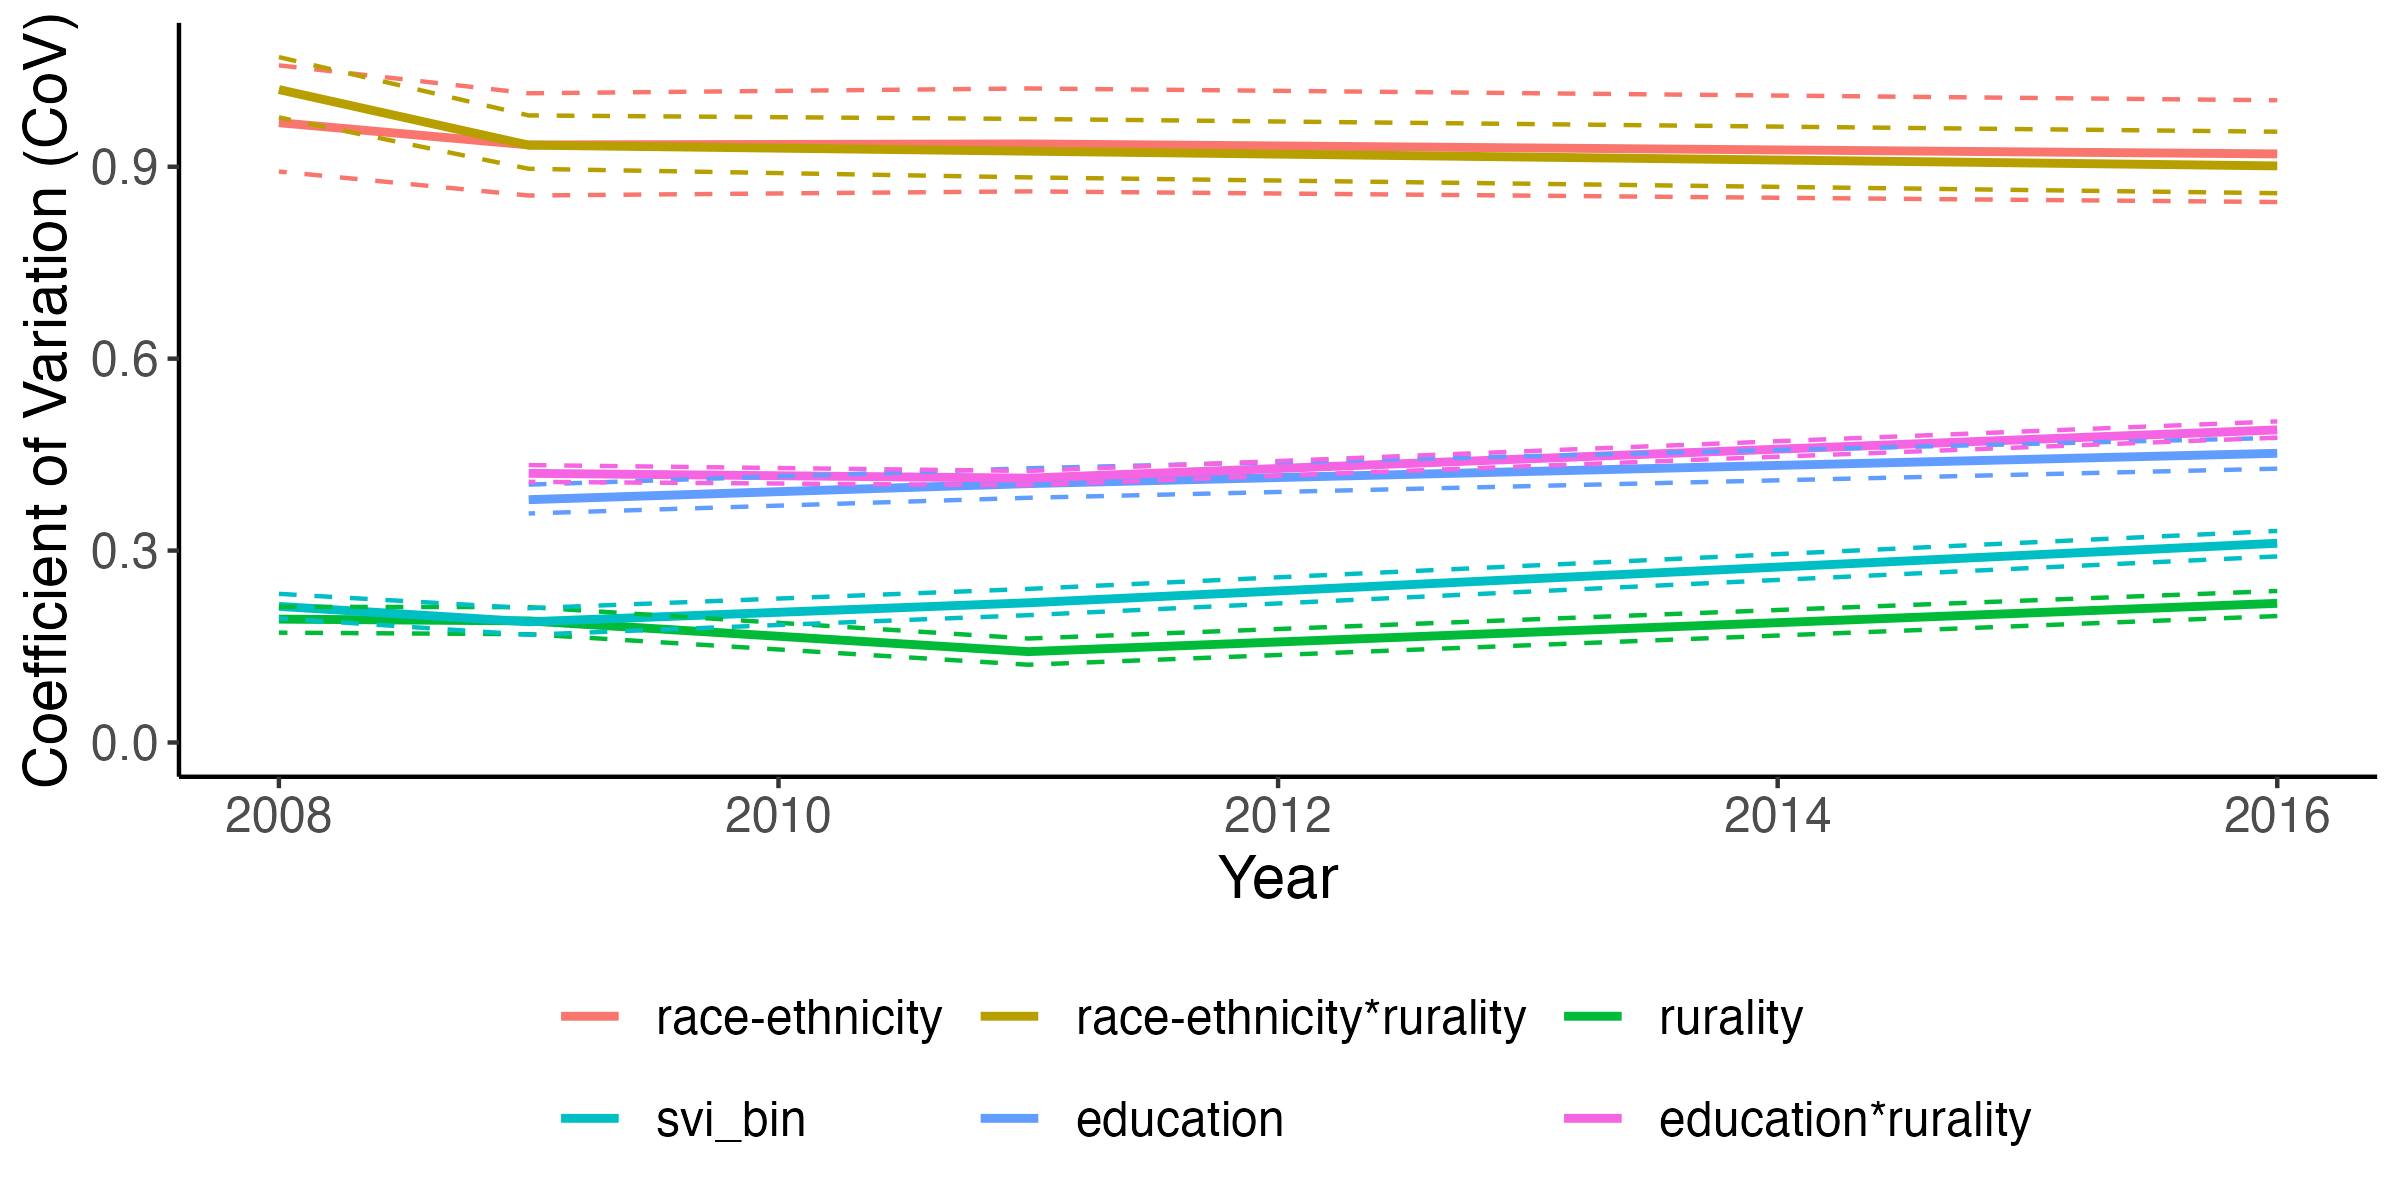 Coefficient of Variation (CoV)
0.9
0.6
0.3
0.0
2008 2010 2012 2014 2016
Year
race-ethnicity race-ethnicity*rurality rurality
svi_bin education education*rurality